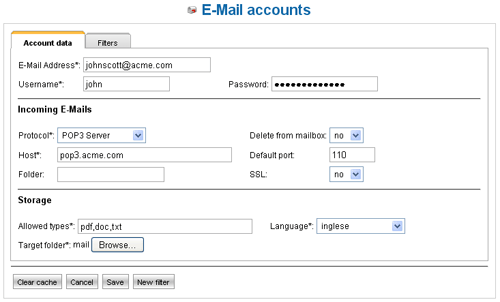 E-Mail accounts
Account data Filters
E-Mail Address*: johnscott@acme.com
Username*: john Password: •••••••••••••
Incoming E-Mails
Protocol*: POP3 Server Delete from mailbox: no
Host*: pop3.acme.com Default port: 110
Folder: SSL: no
Storage
Allowed types*: pdf,doc,txt Language*: inglese
Target folder*: mail Browse...
Clear cache Cancel Save New filter